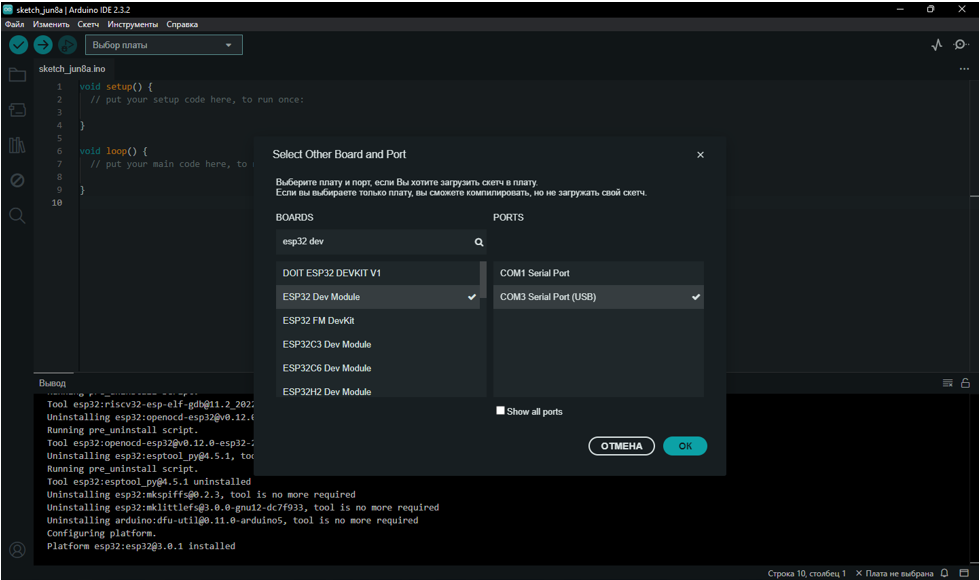 sketch_jun8a | Arduino IDE 2.3.2
Файл Изменить Скетч Инструменты Справка
Выбор платы
sketch_jun8a.ino
1 void setup() {
2 // put your setup code here, to run once:
3
4 }
5
6 void loop() {
7 // put your main code here, to
8
9 }
10
Select Other Board and Port
Выберите плату и порт, если Вы хотите загрузить скетч в плату.
Если вы выбираете только плату, вы сможете компилировать, но не загружать свой скетч.
BOARDS PORTS
esp32 dev
DOIT ESP32 DEVKIT V1 COM1 Serial Port
ESP32 Dev Module COM3 Serial Port (USB)
ESP32 FM DevKit
ESP32C3 Dev Module
ESP32C6 Dev Module
ESP32H2 Dev Module
Show all ports
ОТМЕНА ОК
Вывод
Running pre_uninstall script.
Tool esp32:riscv32-esp-elf-gdb@11.2_2022
Uninstalling esp32:openocd-esp32@v0.12.0
Running pre_uninstall script.
Tool esp32:openocd-esp32@v0.12.0-esp32-2
Uninstalling esp32:esptool_py@4.5.1, too
Running pre_uninstall script.
Tool esp32:esptool_py@4.5.1 uninstalled
Uninstalling esp32:mkspiffs@0.2.3, tool is no more required
Uninstalling esp32:mklittlefs@3.0.0-gnu12-dc7f933, tool is no more required
Uninstalling arduino:dfu-util@0.11.0-arduino5, tool is no more required
Configuring platform.
Platform esp32:esp32@3.0.1 installed
Строка 10, столбец 1 × Плата не выбрана